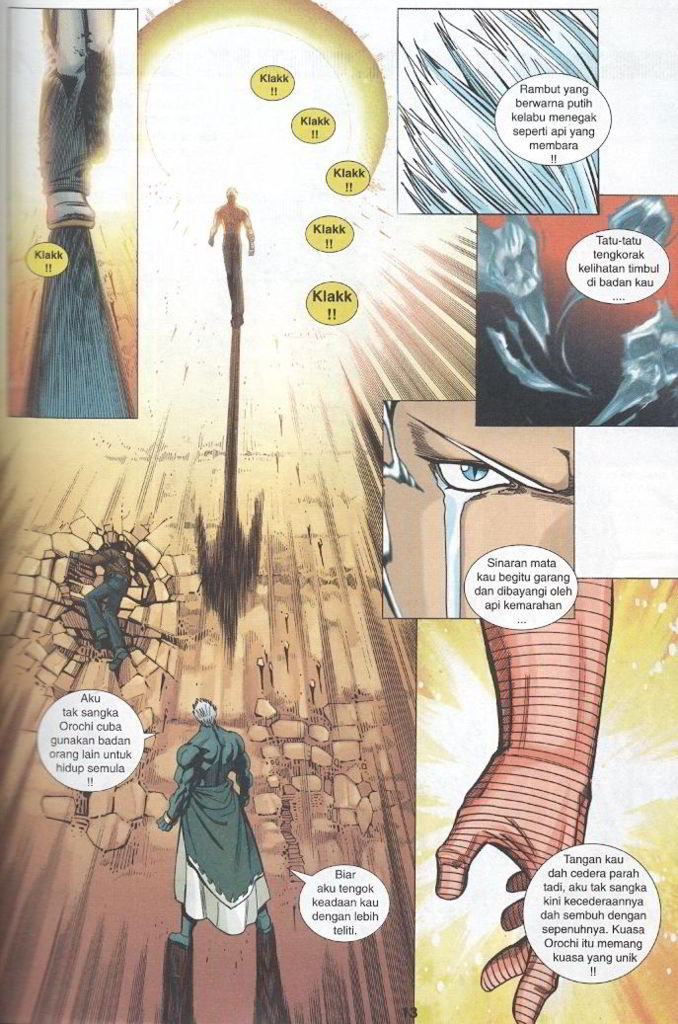 Klakk
!!
Klakk
!!
Klakk
!!
Klakk
!!
Klakk
!!
Klakk
!!
Rambut yang
berwarna putih
kelabu menegak
seperti api yang
membara
!!
Tatu-tatu
tengkorak
kelihatan timbul
di badan kau
....
Sinaran mata
kau begitu garang
dan dibayangi oleh
api kemarahan
...
Aku
tak sangka
Orochi cuba
gunakan badan
orang lain untuk
hidup semula
!!
Biar
aku tengok
keadaan kau
dengan lebih
teliti.
Tangan kau
dah cedera parah
tadi, aku tak sangka
kini kecederaannya
dah sembuh dengan
sepenuhnya. Kuasa
Orochi itu memang
kuasa yang unik
!!
13